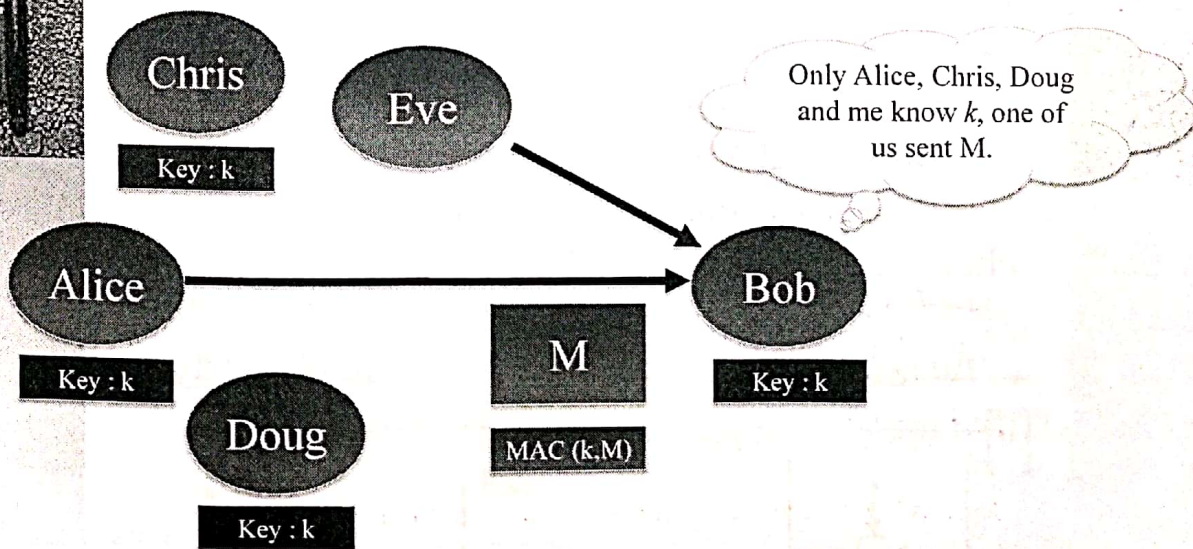 Chris
Key : k
Eve
Only Alice, Chris, Doug
and me know k, one of
us sent M.
Alice
Key : k
Bob
Key : k
M
MAC (k,M)
Doug
Key : k